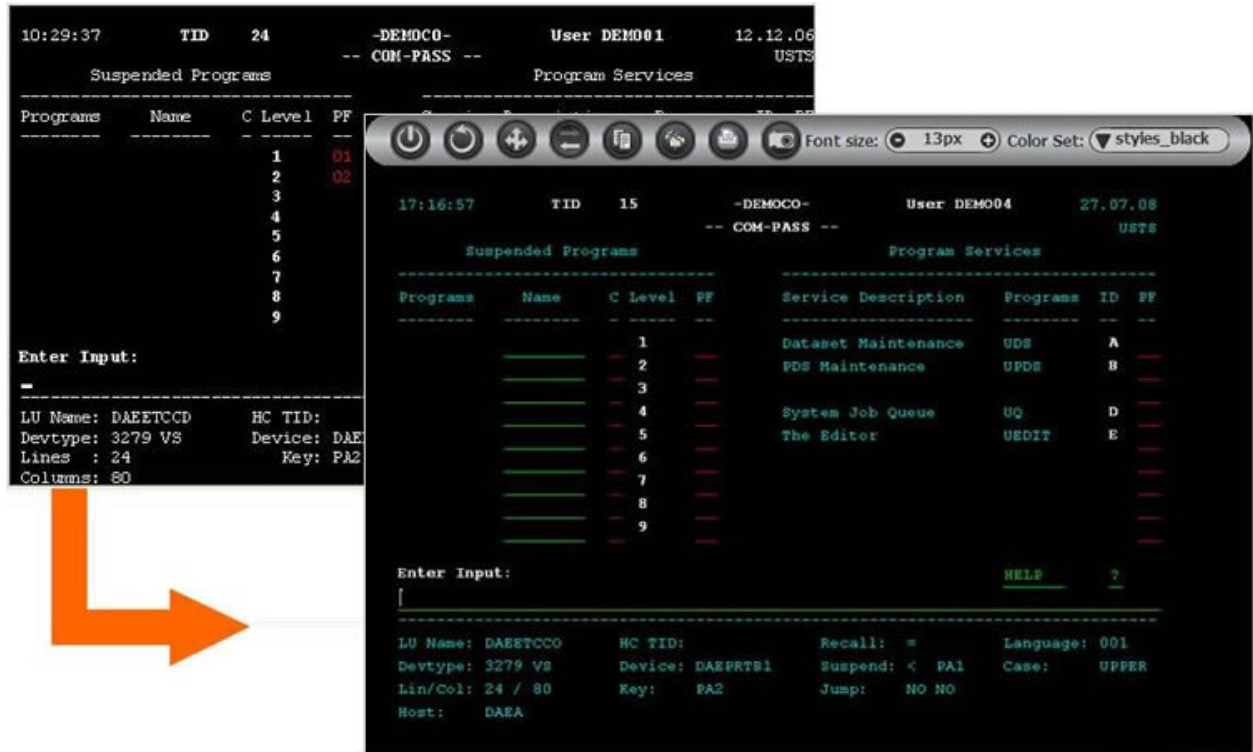 10:29:37 TID 24 -DEMOCO- User DEMO01 12.12.06
-- COM-PASS -- USTS
Suspended Programs Program Services
Programs Name C Level PF
1 01
2 02
3
4
5
6
7
8
9
Enter Input:
LU Name: DAEETCCD HC TID:
Devtype: 3279 VS Device: DAE
Lines : 24 Key: PA2
Columns: 80
Font size: 13px Color Set: styles_black
17:16:57 TID 15 -DEMOCO- User DEMO04 27.07.08
-- COM-PASS -- USTS
Suspended Programs Program Services
Programs Name C Level PF Service Description Programs ID PF
1 Dataset Maintenance UDS A
2 PDS Maintenance UPDS B
3
4 System Job Queue UQ D
5 The Editor UEDIT E
6
7
8
9
Enter Input: HELP ?
LU Name: DAEETCCO HC TID: Recall: = Language: 001
Devtype: 3279 VS Device: DAEPRTB1 Suspend: < PA1 Case: UPPER
Lin/Col: 24 / 80 Key: PA2 Jump: NO NO
Host: DAEA